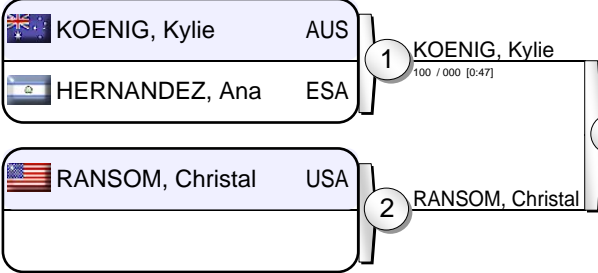 KOENIG, Kylie AUS
HERNANDEZ, Ana ESA
1
KOENIG, Kylie
100 / 000 [0:47]
RANSOM, Christal USA
2
RANSOM, Christal